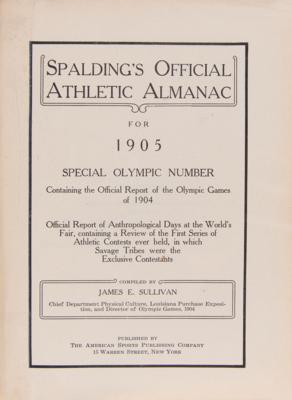 SPALDING'S OFFICIAL
ATHLETIC ALMANAC
FOR
1905
SPECIAL OLYMPIC NUMBER
Containing the Official Report of the Olympic Games
of 1904
Official Report of Anthropological Days at the World's
Fair, containing a Review of the First Series of
Athletic Contests ever held, in which
Savage Tribes were the
Exclusive Contestants
COMPILED BY
JAMES E. SULLIVAN
Chief Department Physical Culture, Louisiana Purchase Exposi-
tion, and Director of Olympic Games, 1904
PUBLISHED BY
THE AMERICAN SPORTS PUBLISHING COMPANY
15 WARREN STREET, NEW YORK